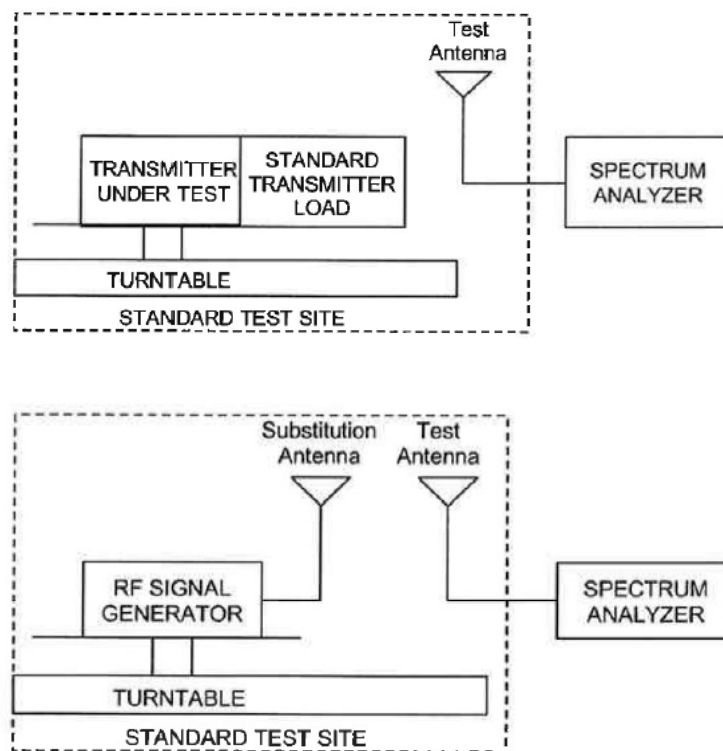 Test
Antenna
TRANSMITTER
UNDER TEST
STANDARD
TRANSMITTER
LOAD
SPECTRUM
ANALYZER
TURNTABLE
STANDARD TEST SITE
Substitution
Antenna
Test
Antenna
RF SIGNAL
GENERATOR
SPECTRUM
ANALYZER
TURNTABLE
STANDARD TEST SITE